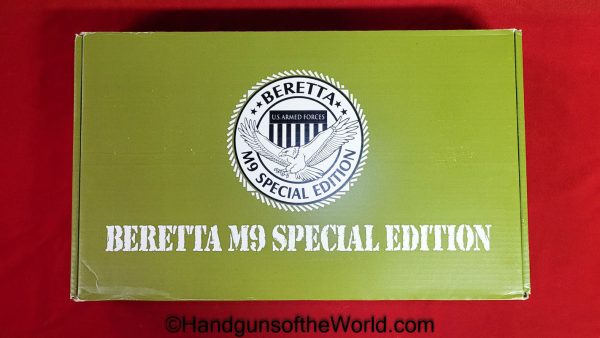 ★★ BERETTA ★★
U.S. ARMED FORCES
M9 SPECIAL EDITION
BERETTA M9 SPECIAL EDITION
©HandgunsoftheWorld.com